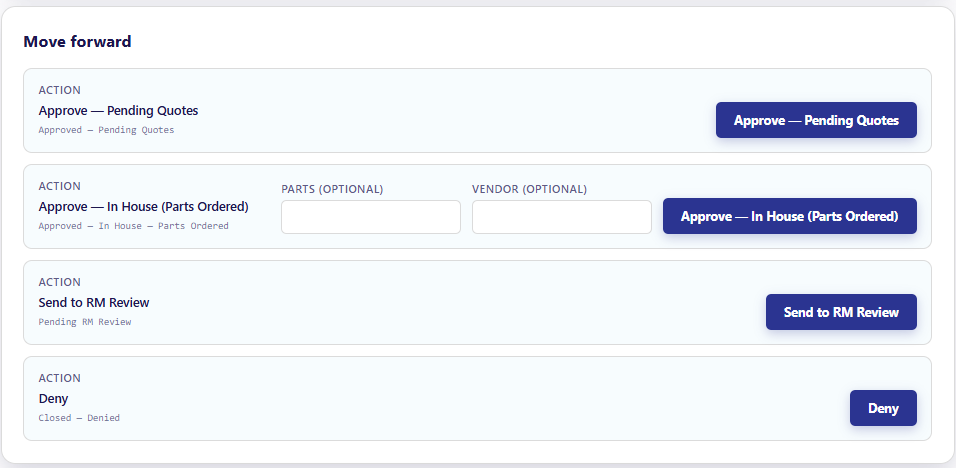 Move forward
ACTION
Approve — Pending Quotes
Approved — Pending Quotes
Approve — Pending Quotes
ACTION
Approve — In House (Parts Ordered)
Approved — In House — Parts Ordered
PARTS (OPTIONAL)
VENDOR (OPTIONAL)
Approve — In House (Parts Ordered)
ACTION
Send to RM Review
Pending RM Review
Send to RM Review
ACTION
Deny
Closed — Denied
Deny